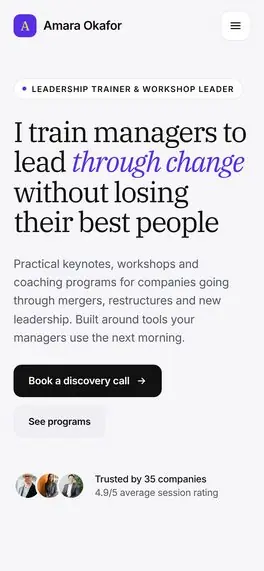 A Amara Okafor
LEADERSHIP TRAINER & WORKSHOP LEADER
I train managers to
lead through change
without losing
their best people
Practical keynotes, workshops and
coaching programs for companies going
through mergers, restructures and new
leadership. Built around tools your
managers use the next morning.
Book a discovery call →
See programs
Trusted by 35 companies
4.9/5 average session rating